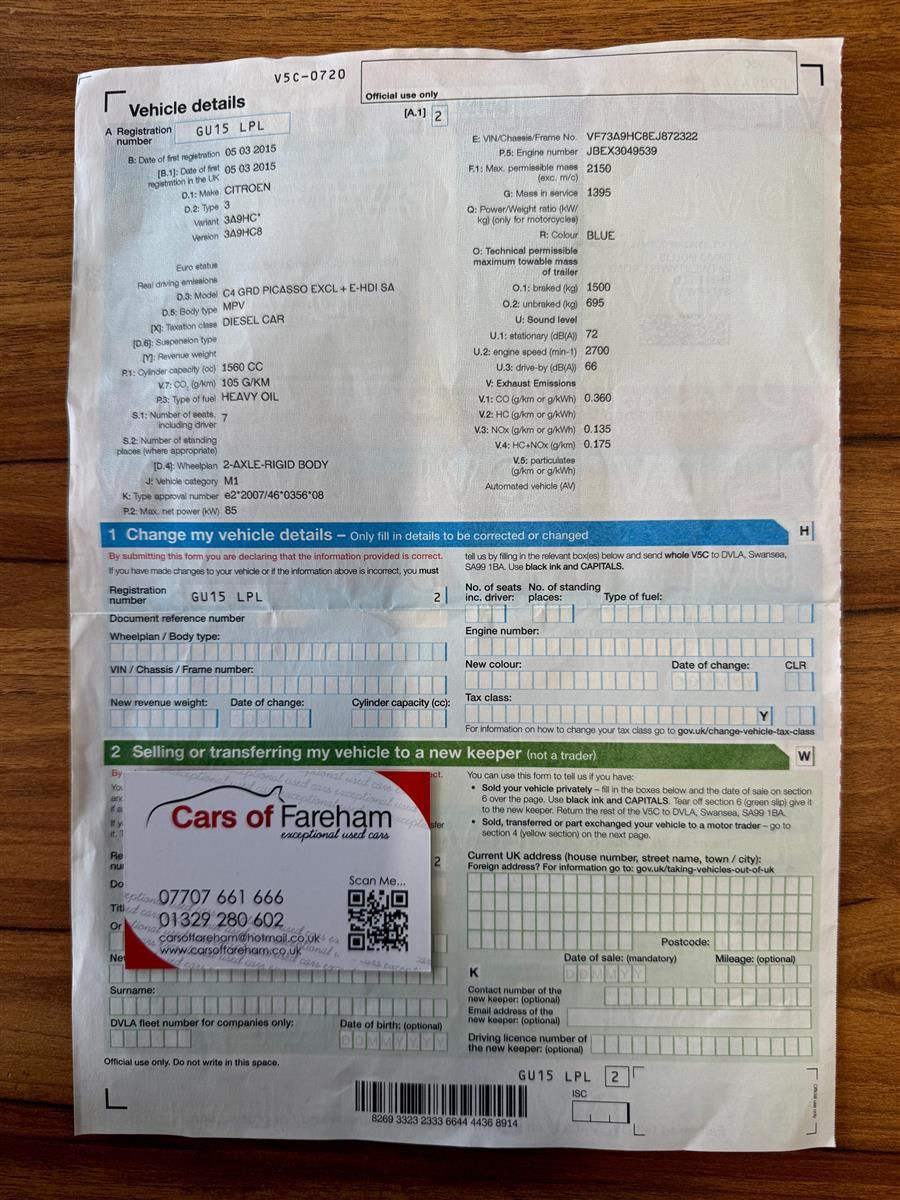 V5C-0720
Official use only
Vehicle details
[A.1] 2
A Registration number GU15 LPL
B: Date of first registration 05 03 2015
[B.1]: Date of first registration in the UK 05 03 2015
D.1: Make CITROEN
D.2: Type 3
Variant 3A9HC*
Version 3A9HC8
Euro status
Real driving emissions
D.3: Model C4 GRD PICASSO EXCL + E-HDI SA
D.5: Body type MPV
[X]: Taxation class DIESEL CAR
[D.6]: Suspension type
[Y]: Revenue weight
P.1: Cylinder capacity (cc) 1560 CC
V.7: CO2 (g/km) 105 G/KM
P.3: Type of fuel HEAVY OIL
S.1: Number of seats, including driver 7
S.2: Number of standing places (where appropriate)
[D.4]: Wheelplan 2-AXLE-RIGID BODY
J: Vehicle category M1
K: Type approval number e2*2007/46*0356*08
P.2: Max. net power (kW) 85
E: VIN/Chassis/Frame No. VF73A9HC8EJ872322
P.5: Engine number JBEX3049539
F.1: Max. permissible mass (exc. m/c) 2150
G: Mass in service 1395
Q: Power/Weight ratio (kW/kg) (only for motorcycles)
R: Colour BLUE
O: Technical permissible maximum towable mass of trailer
O.1: braked (kg) 1500
O.2: unbraked (kg) 695
U: Sound level
U.1: stationary (dB(A)) 72
U.2: engine speed (min-1) 2700
U.3: drive-by (dB(A)) 66
V: Exhaust Emissions
V.1: CO (g/km or g/kWh) 0.360
V.2: HC (g/km or g/kWh)
V.3: NOx (g/km or g/kWh) 0.135
V.4: HC+NOx (g/km) 0.175
V.5: particulates (g/km or g/kWh)
Automated vehicle (AV)
1 Change my vehicle details – Only fill in details to be corrected or changed H
By submitting this form you are declaring that the information provided is correct.
If you have made changes to your vehicle or if the information above is incorrect, you must
tell us by filling in the relevant box(es) below and send whole V5C to DVLA, Swansea,
SA99 1BA. Use black ink and CAPITALS.
Registration number GU15 LPL 2
Document reference number
Wheelplan / Body type:
VIN / Chassis / Frame number:
New revenue weight: Date of change: Cylinder capacity (cc):
No. of seats inc. driver: No. of standing places: Type of fuel:
Engine number:
New colour: Date of change: CLR
Tax class:
Y
For information on how to change your tax class go to gov.uk/change-vehicle-tax-class
2 Selling or transferring my vehicle to a new keeper (not a trader) W
Cars of Fareham
exceptional used cars
Scan Me...
07707 661 666
01329 280 602
carsoffareham@hotmail.co.uk
www.carsoffareham.co.uk
2
Surname:
DVLA fleet number for companies only: Date of birth: (optional)
Official use only. Do not write in this space.
You can use this form to tell us if you have:
• Sold your vehicle privately – fill in the boxes below and the date of sale on section
6 over the page. Use black ink and CAPITALS. Tear off section 6 (green slip) give it
to the new keeper. Return the rest of the V5C to DVLA, Swansea, SA99 1BA.
• Sold, transferred or part exchanged your vehicle to a motor trader – go to
section 4 (yellow section) on the next page.
Current UK address (house number, street name, town / city):
Foreign address? For information go to: gov.uk/taking-vehicles-out-of-uk
Postcode:
Date of sale: (mandatory) Mileage: (optional)
K
Contact number of the new keeper: (optional)
Email address of the new keeper: (optional)
Driving licence number of the new keeper: (optional)
GU15 LPL 2
ISC
8269 3323 2333 6644 4436 8914